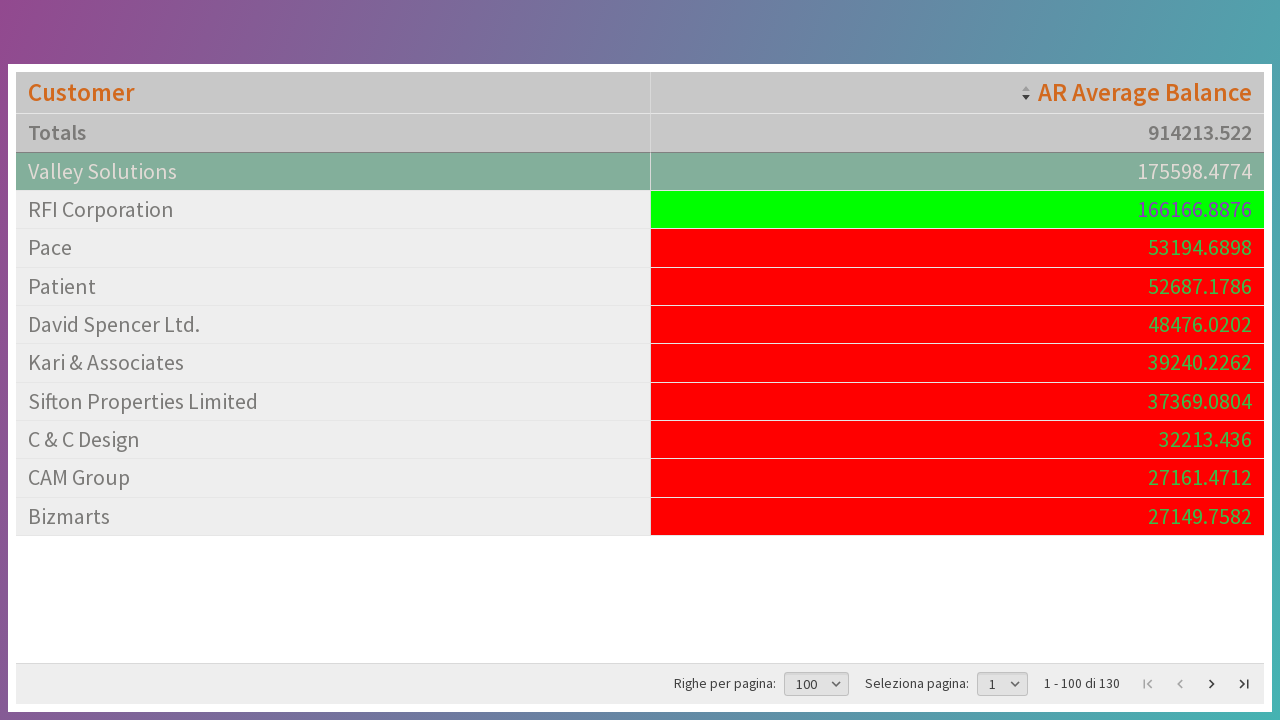 Customer AR Average Balance
Totals 914213.522
Valley Solutions 175598.4774
RFI Corporation 166166.8876
Pace 53194.6898
Patient 52687.1786
David Spencer Ltd. 48476.0202
Kari & Associates 39240.2262
Sifton Properties Limited 37369.0804
C & C Design 32213.436
CAM Group 27161.4712
Bizmarts 27149.7582
Righe per pagina: 100 Seleziona pagina: 1 1 - 100 di 130